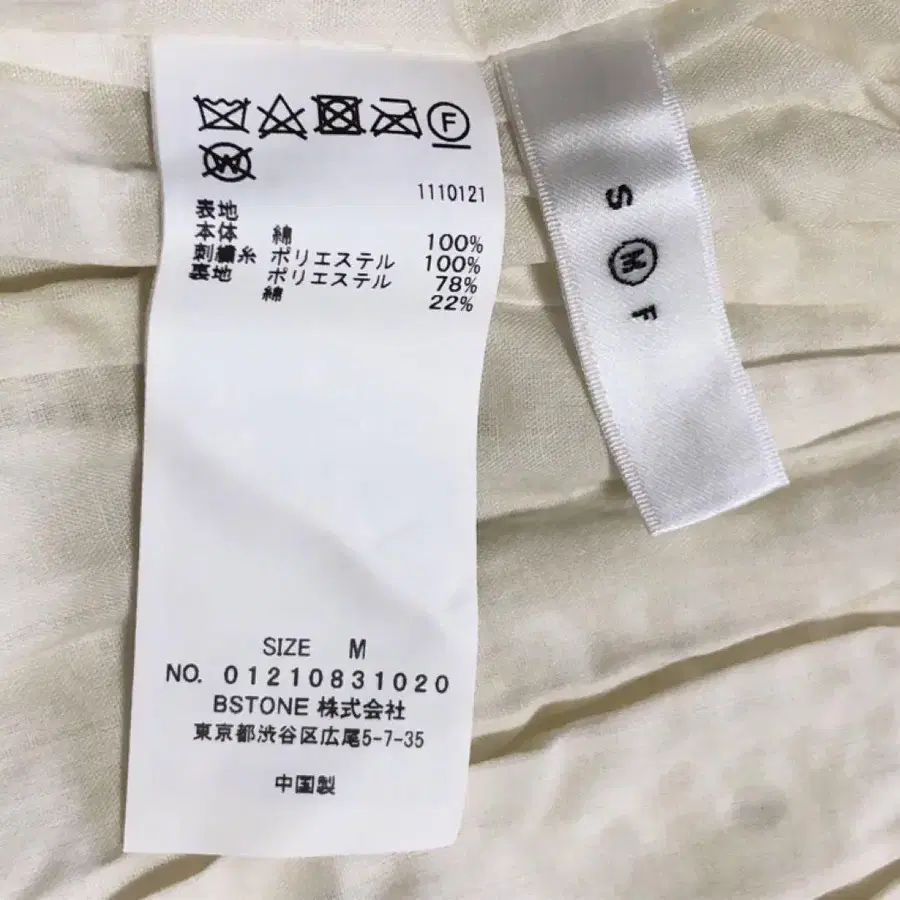 F
W
1110121
表地
本体 綿 100%
刺繍糸 ポリエステル 100%
裏地 ポリエステル 78%
綿 22%
SIZE M
NO. 01210831020
BSTONE 株式会社
東京都渋谷区広尾5-7-35
中国製
S M F